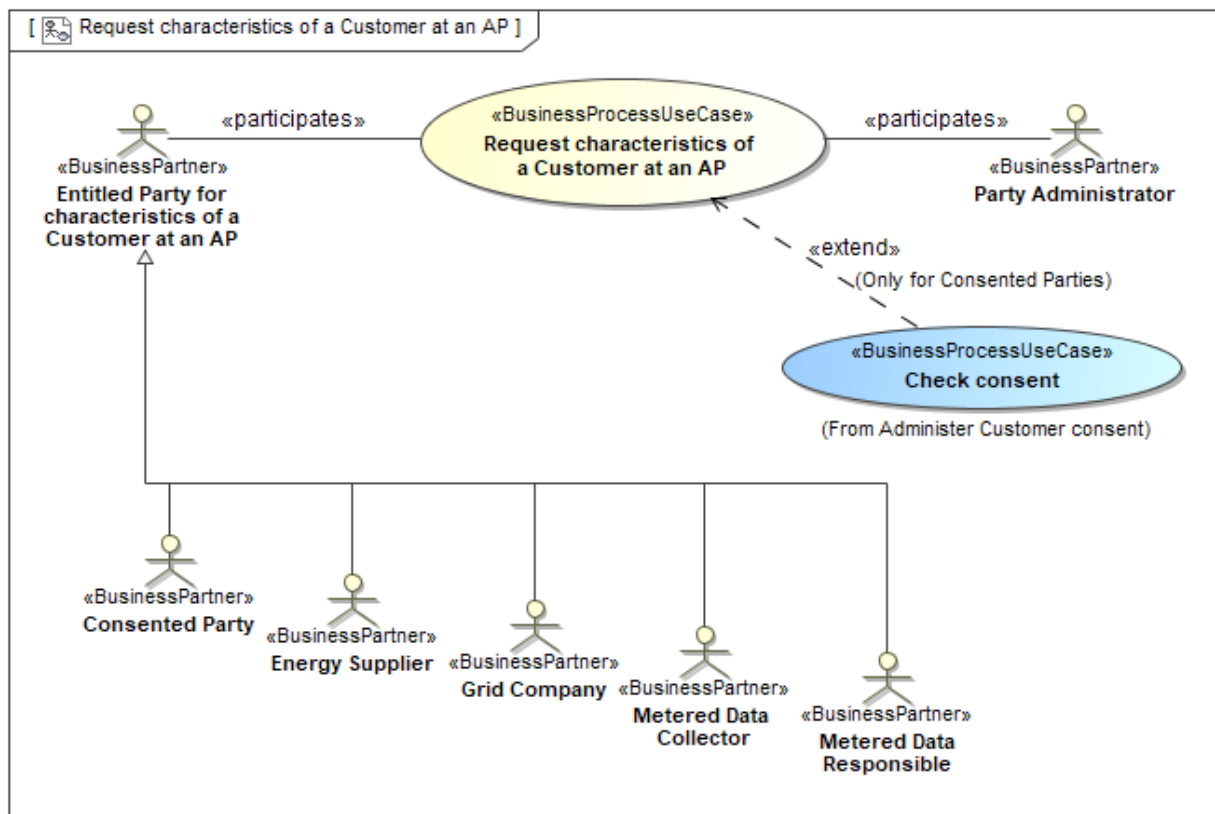 [ Request characteristics of a Customer at an AP ]
«participates»
«BusinessProcessUseCase»
Request characteristics of
a Customer at an AP
«participates»
«BusinessPartner»
Entitled Party for
characteristics of a
Customer at an AP
«BusinessPartner»
Party Administrator
«extend»
(Only for Consented Parties)
«BusinessProcessUseCase»
Check consent
(From Administer Customer consent)
«BusinessPartner»
Consented Party
«BusinessPartner»
Energy Supplier
«BusinessPartner»
Grid Company
«BusinessPartner»
Metered Data
Collector
«BusinessPartner»
Metered Data
Responsible